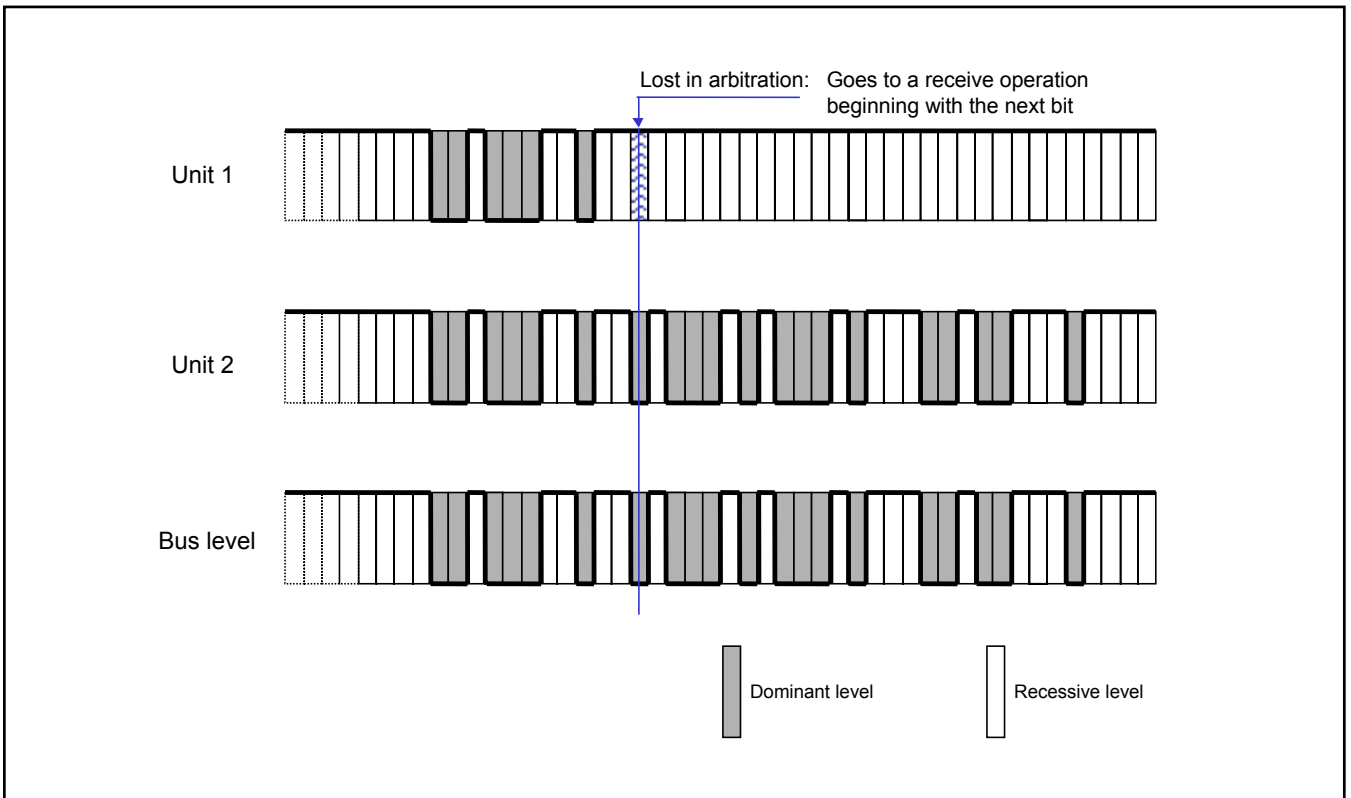 Lost in arbitration: Goes to a receive operation
beginning with the next bit
Unit 1
Unit 2
Bus level
Dominant level
Recessive level